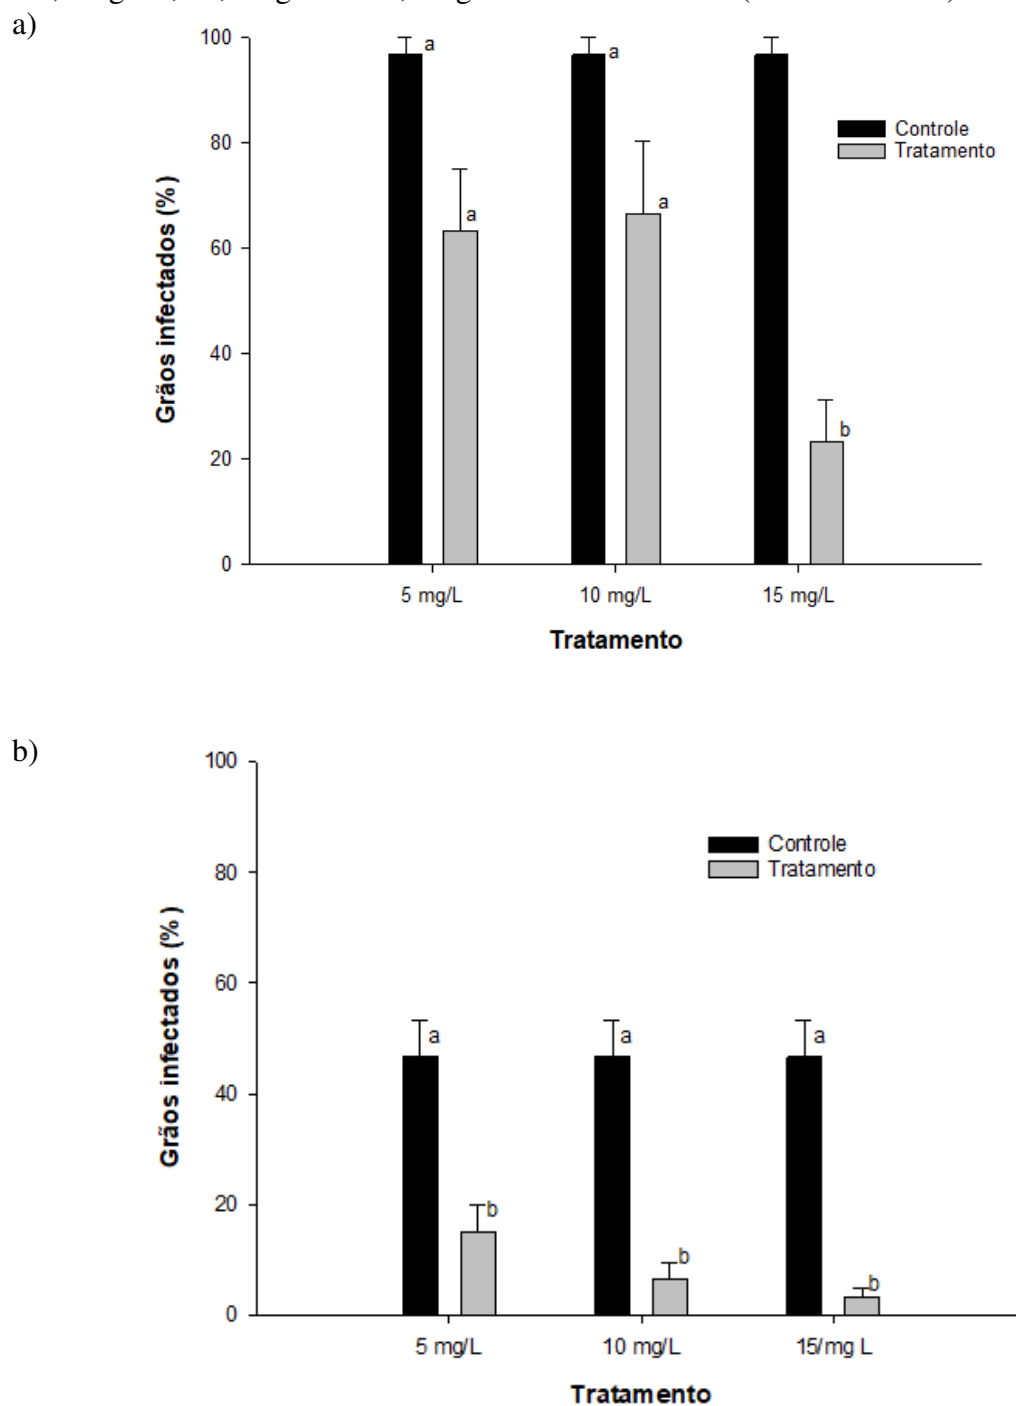 a)
100
a
a
Controle
Tratamento
80
a
a
60
40
b
20
0
Grãos infectados (%)
5 mg/L 10 mg/L 15 mg/L
Tratamento
b)
100
Controle
Tratamento
80
60
a a a
40
20
b
b
b
0
Grãos infectados (%)
5 mg/L 10 mg/L 15/mg L
Tratamento